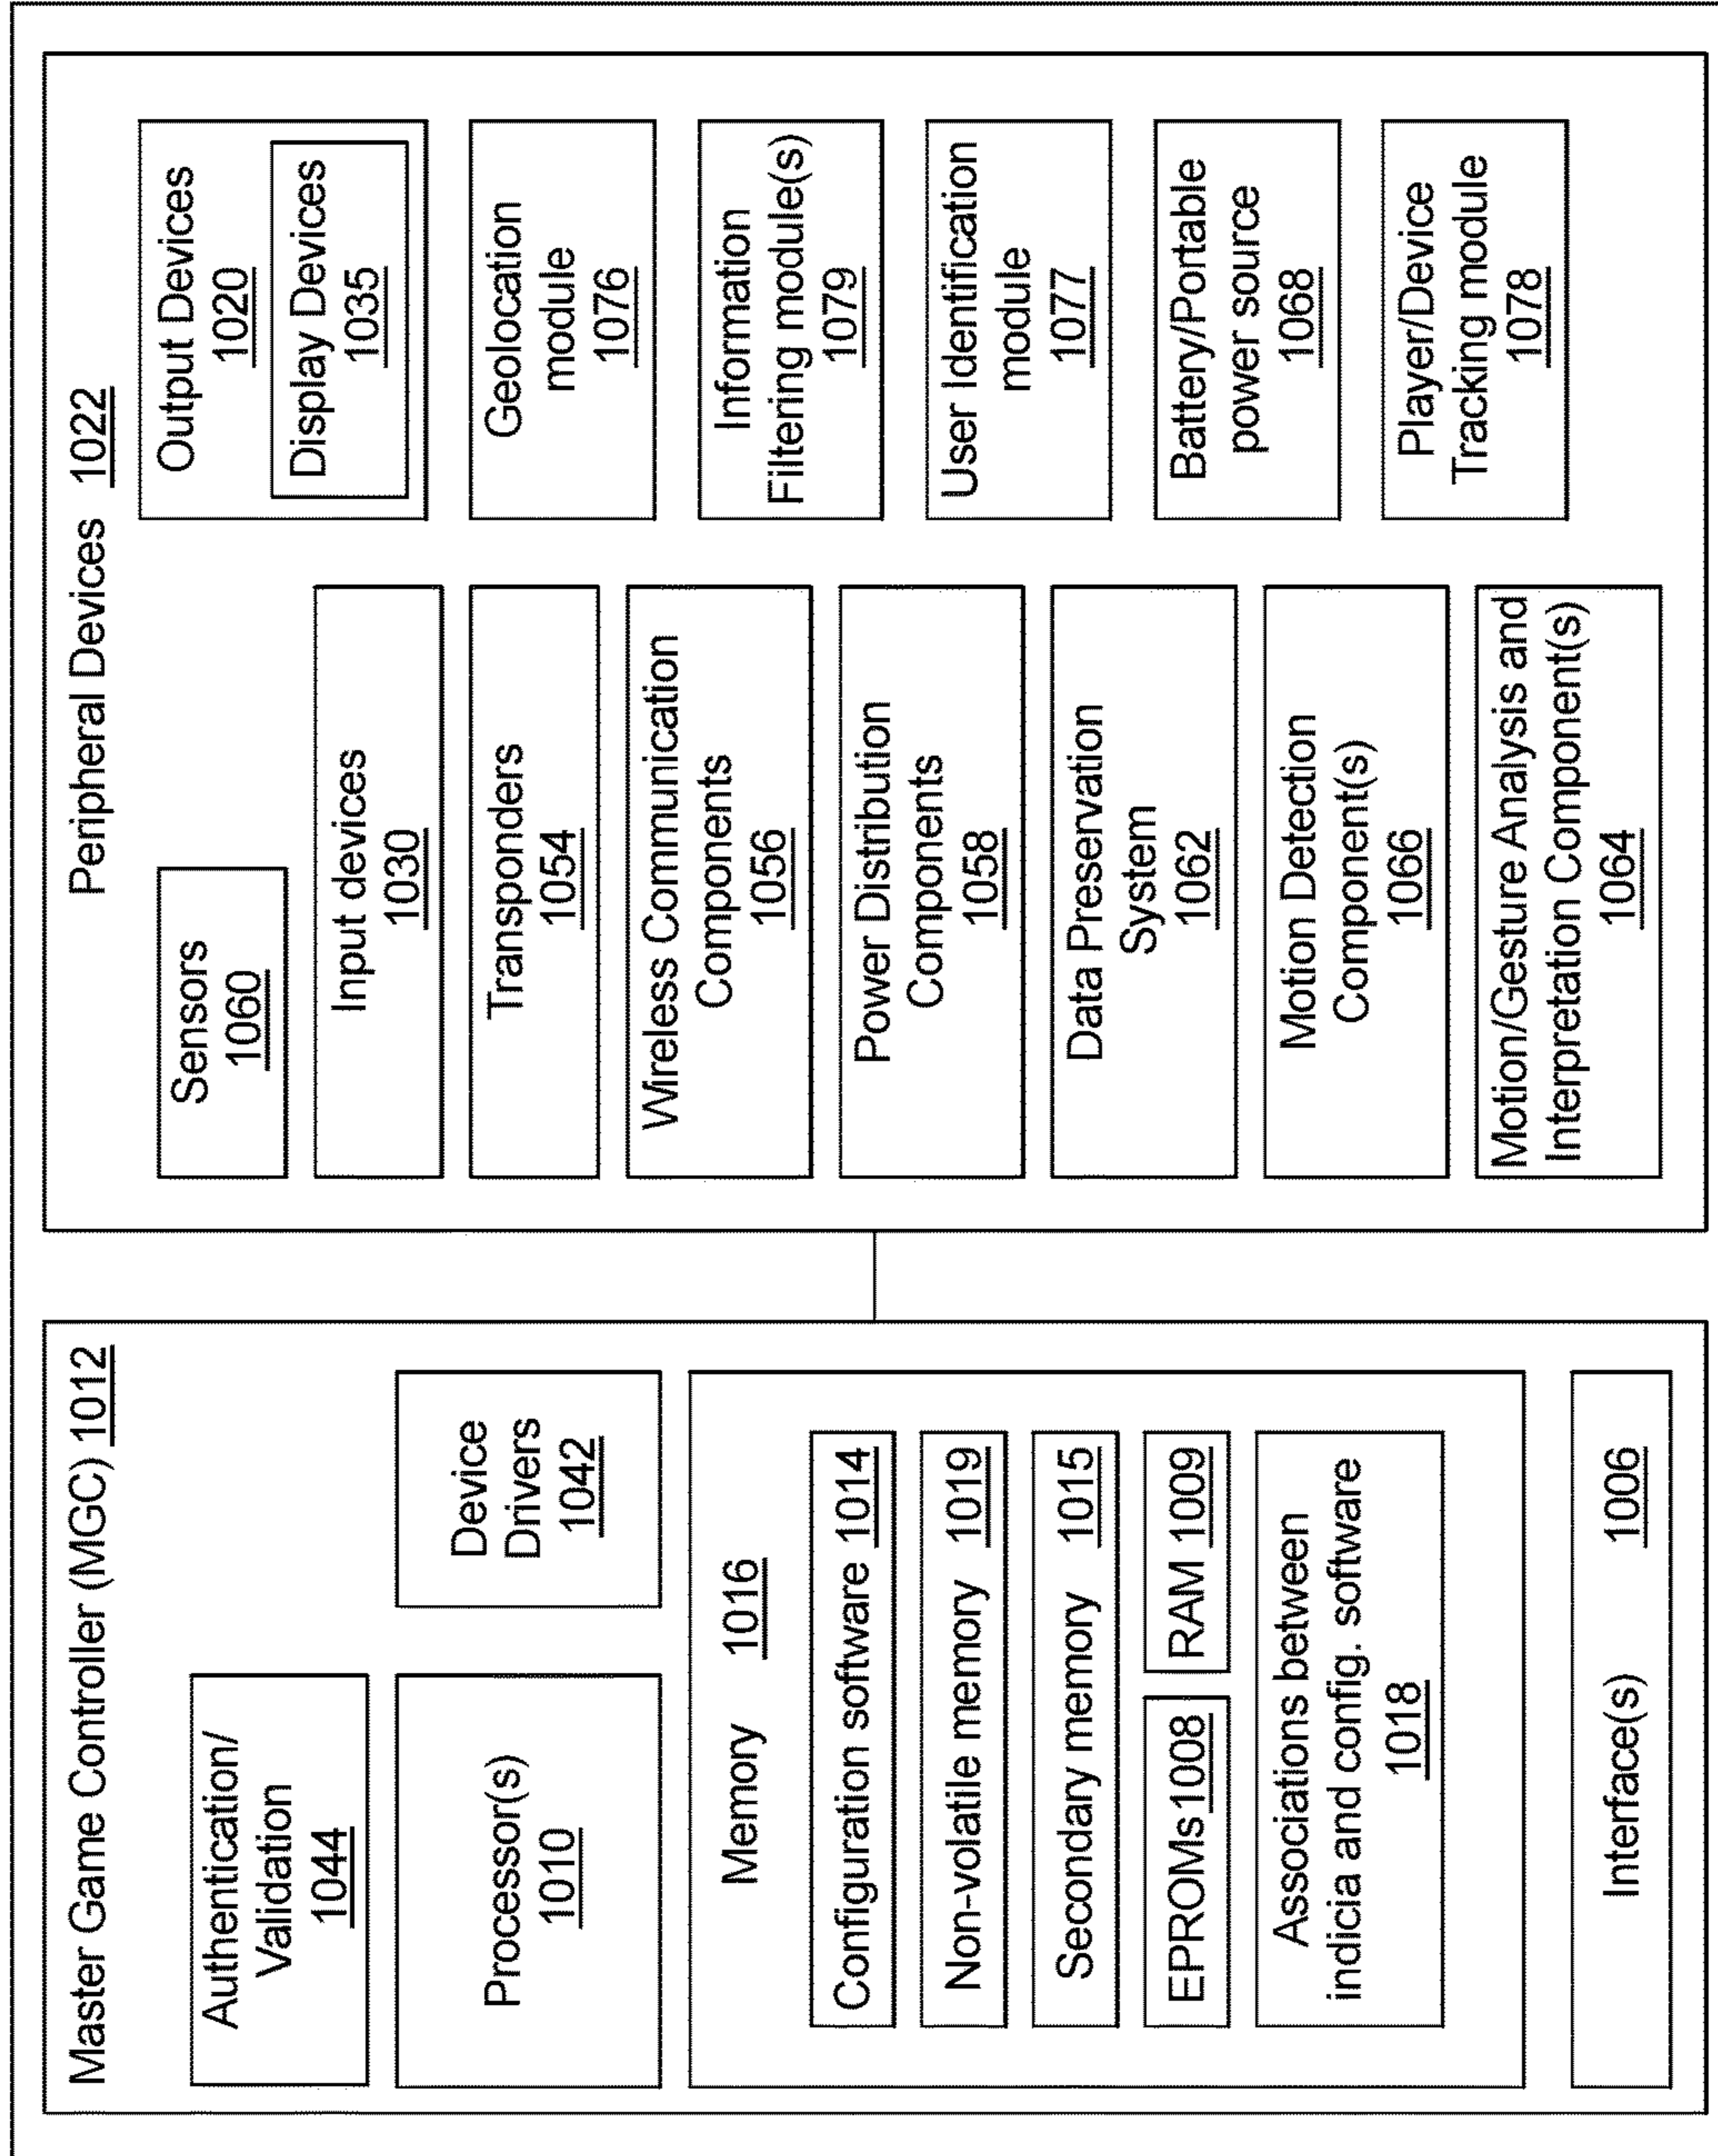 Master Game Controller (MGC) 1012
Authentication/
Validation
1044
Processor(s)
1010
Device
Drivers
1042
Memory 1016
Configuration software 1014
Non-volatile memory 1019
Secondary memory 1015
EPROMs 1008
RAM 1009
Associations between
indicia and config. software
1018
Interface(s) 1006
Peripheral Devices 1022
Sensors
1060
Input devices
1030
Transponders
1054
Wireless Communication
Components
1056
Power Distribution
Components
1058
Data Preservation
System
1062
Motion Detection
Component(s)
1066
Motion/Gesture Analysis and
Interpretation Component(s)
1064
Output Devices
1020
Display Devices
1035
Geolocation
module
1076
Information
Filtering module(s)
1079
User Identification
module
1077
Battery/Portable
power source
1068
Player/Device
Tracking module
1078